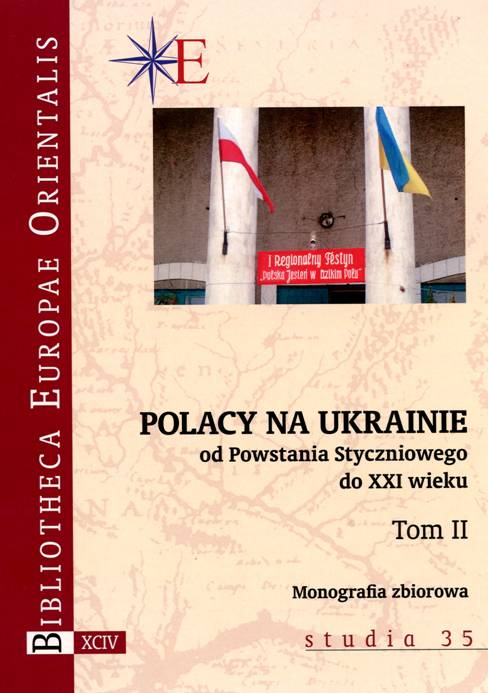 BIBLIOTHECA EUROPAE ORIENTALIS
XCIV
E
I Regionalny Festyn
„Polska Jesień w Dzikim Polu”
POLACY NA UKRAINIE
od Powstania Styczniowego
do XXI wieku
Tom II
Monografia zbiorowa
studia 35